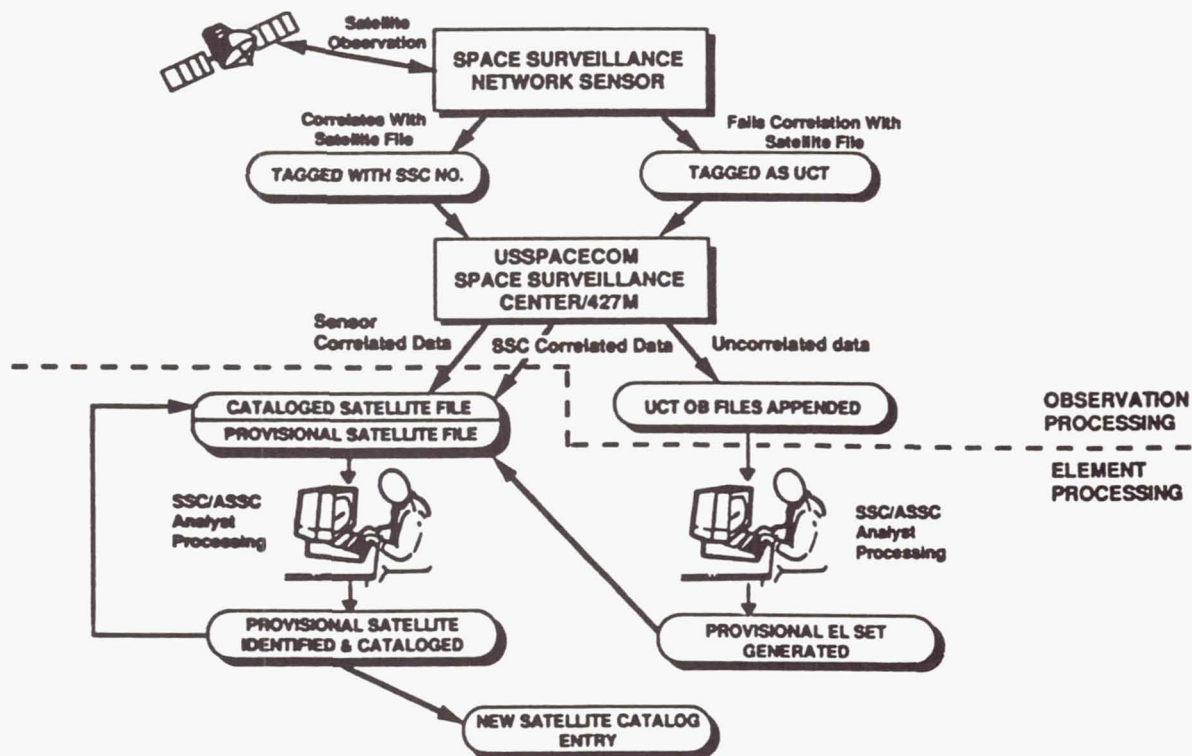 Satellite
Observation
SPACE SURVEILLANCE
NETWORK SENSOR
Correlates With
Satellite File
Fails Correlation With
Satellite File
TAGGED WITH SSC NO.
TAGGED AS UCT
USSPACECOM
SPACE SURVEILLANCE
CENTER/427M
Sensor
Correlated Data
SSC Correlated Data
Uncorrelated data
CATALOGED SATELLITE FILE
PROVISIONAL SATELLITE FILE
UCT OB FILES APPENDED
OBSERVATION
PROCESSING
ELEMENT
PROCESSING
SSC/ASSC
Analyst
Processing
SSC/ASSC
Analyst
Processing
PROVISIONAL SATELLITE
IDENTIFIED & CATALOGED
PROVISIONAL EL SET
GENERATED
NEW SATELLITE CATALOG
ENTRY